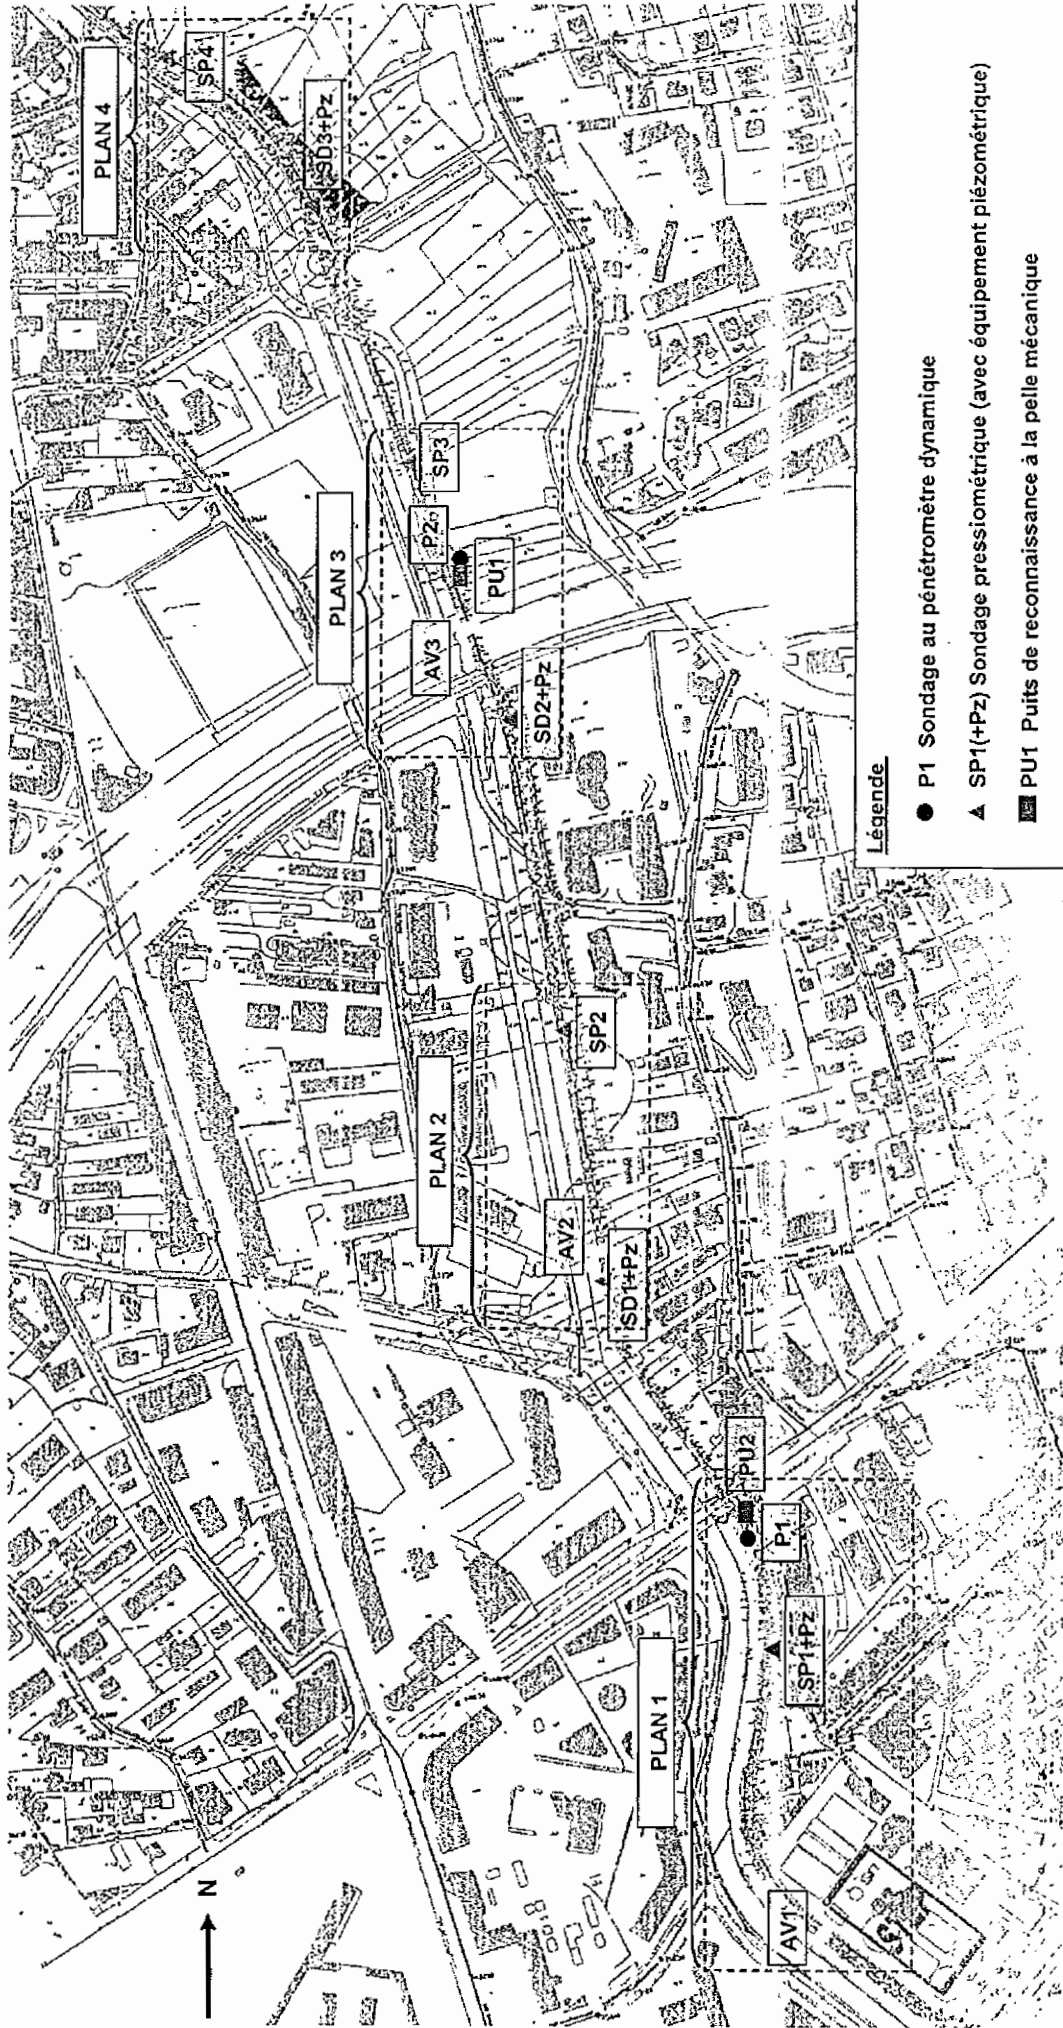 PLAN 4
SP4
SD3+Pz
PLAN 3
SP3
P2
PU1
AV3
SD2+Pz
PLAN 2
SP2
AV2
SD1+Pz
PLAN 1
PU2
P1
SP1+Pz
AV1
N
Légende
P1 Sondage au pénétromètre dynamique
SP1(+Pz) Sondage pressiométrique (avec équipement piézométrique)
PU1 Puits de reconnaissance à la pelle mécanique